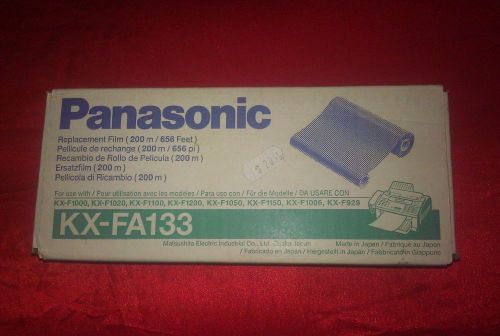 Panasonic
Replacement Film ( 200 m / 656 Feet )
Pellicule de rechange ( 200 m / 656 pi )
Recambio de Rollo de Pelicula ( 200 m )
Ersatzfilm ( 200 m )
Pellicola di Ricambio ( 200 m )
For use with / Pour utilisation avec les modèles / Para uso con / Für die Modelle / DA USARE CON
KX-F1000, KX-F1020, KX-F1100, KX-F1200, KX-F1050, KX-F1150, KX-F1006, KX-F929
KX-FA133
Matsushita Electric Industrial Co., Ltd. Osaka Japan
Made in Japan / Fabriqué au Japon
/ Fabricado en Japón / Hergestellt in Japan / Fabbricato in Giappone